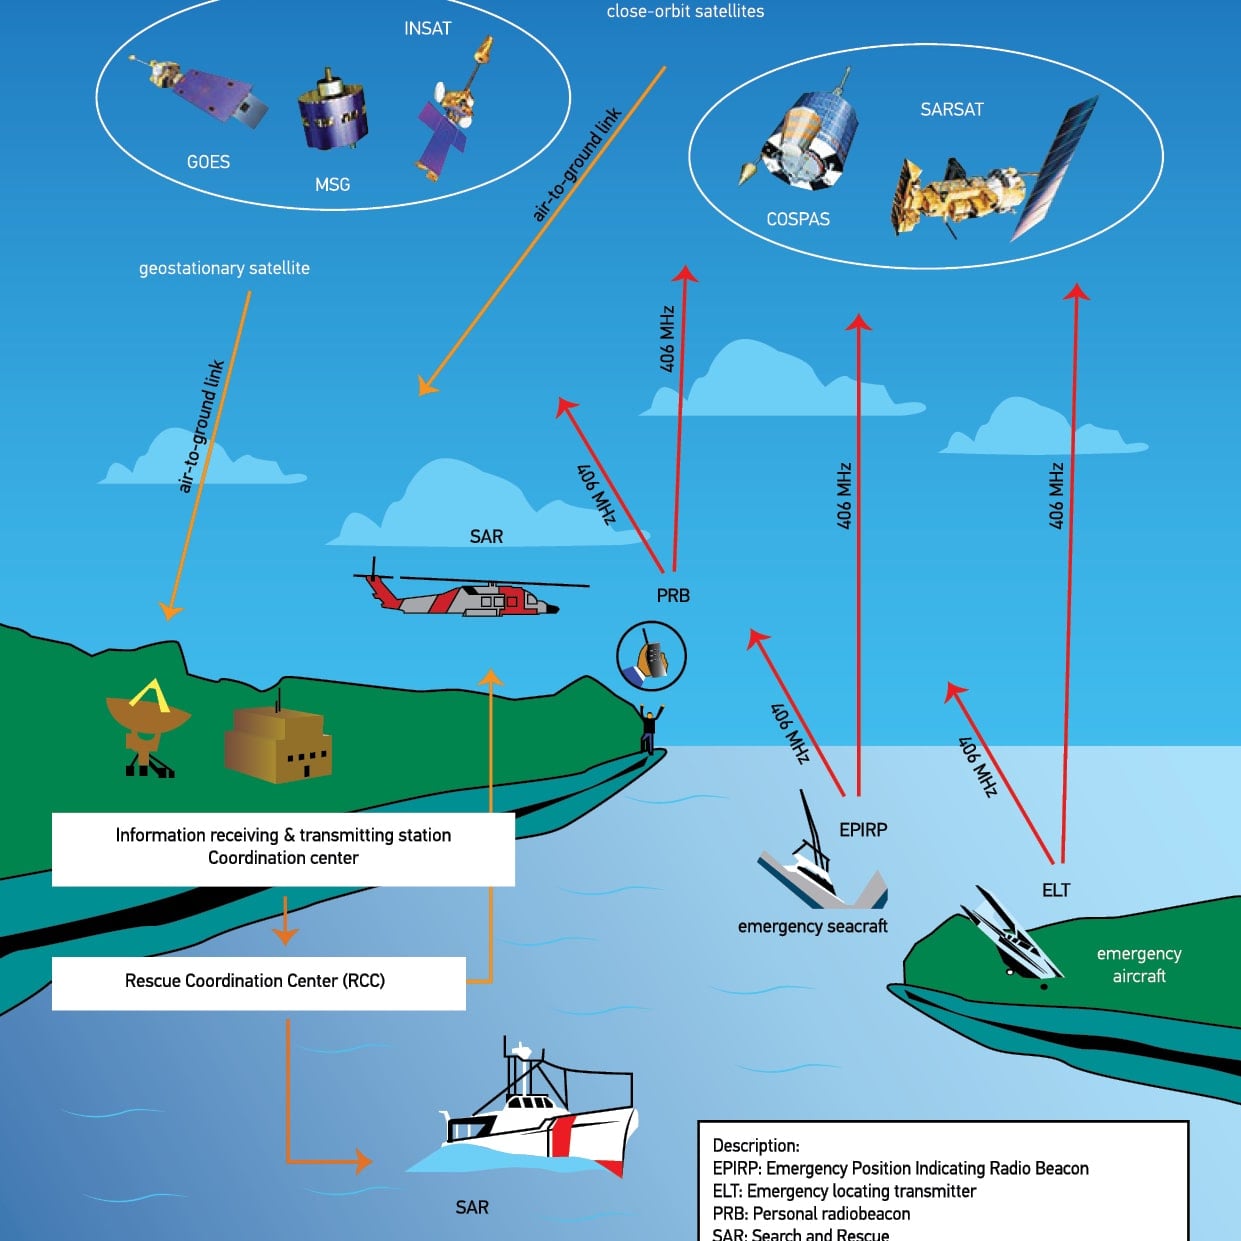 close-orbit satellites
INSAT
GOES
MSG
SARSAT
COSPAS
air-to-ground link
geostationary satellite
air-to-ground link
406 MHz
406 MHz
406 MHz
406 MHz
SAR
PRB
406 MHz
406 MHz
EPIRP
emergency seacraft
ELT
emergency
aircraft
Information receiving & transmitting station
Coordination center
Rescue Coordination Center (RCC)
SAR
Description:
EPIRP: Emergency Position Indicating Radio Beacon
ELT: Emergency locating transmitter
PRB: Personal radiobeacon
SAR: Search and Rescue